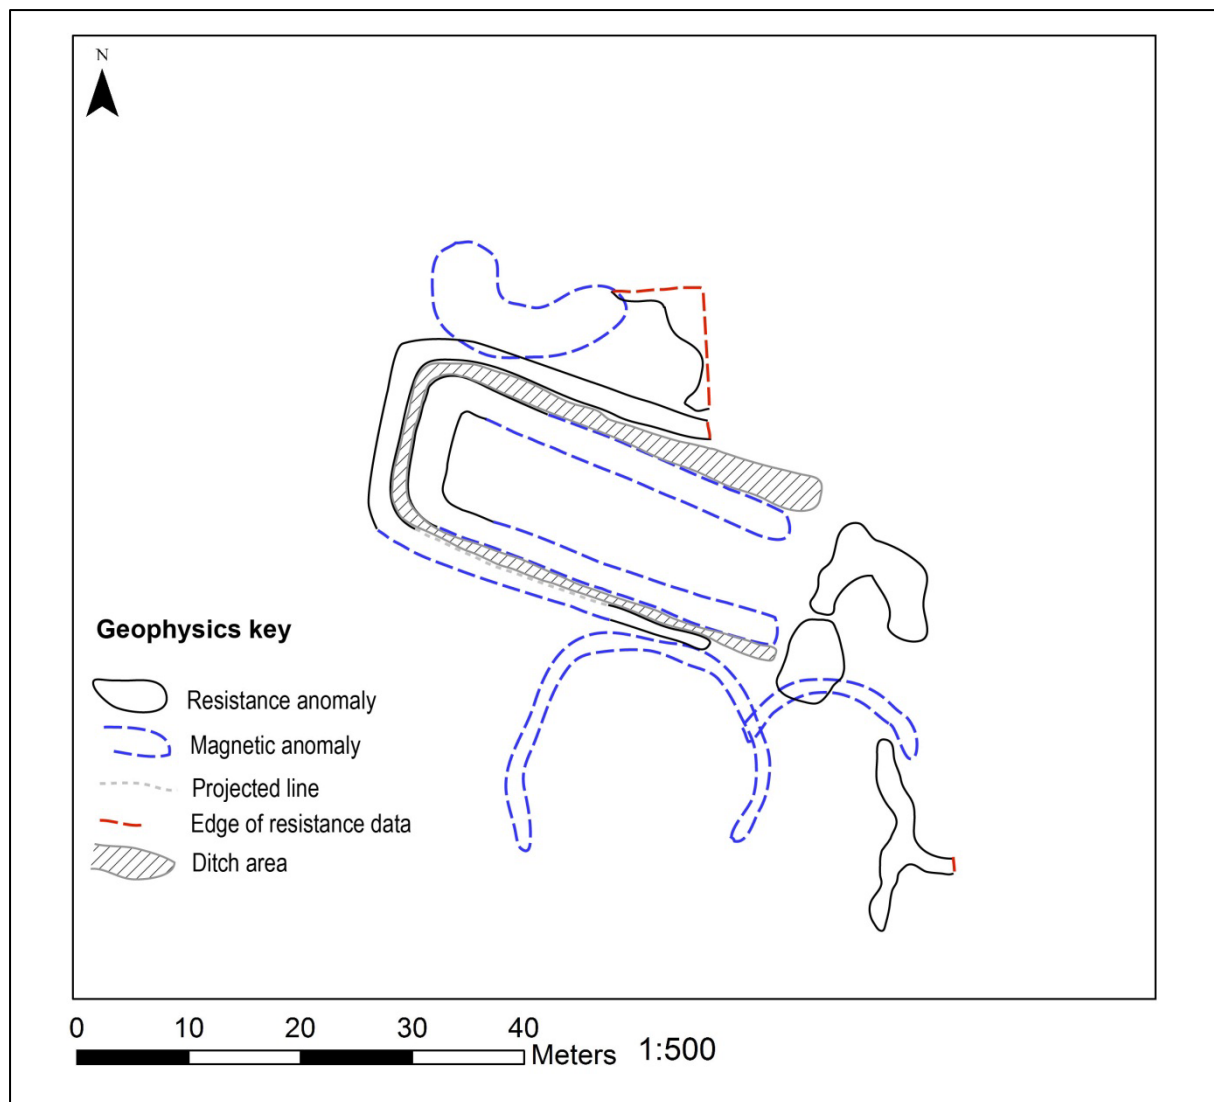 N
Geophysics key
Resistance anomaly
Magnetic anomaly
Projected line
Edge of resistance data
Ditch area
0 10 20 30 40
Meters 1:500